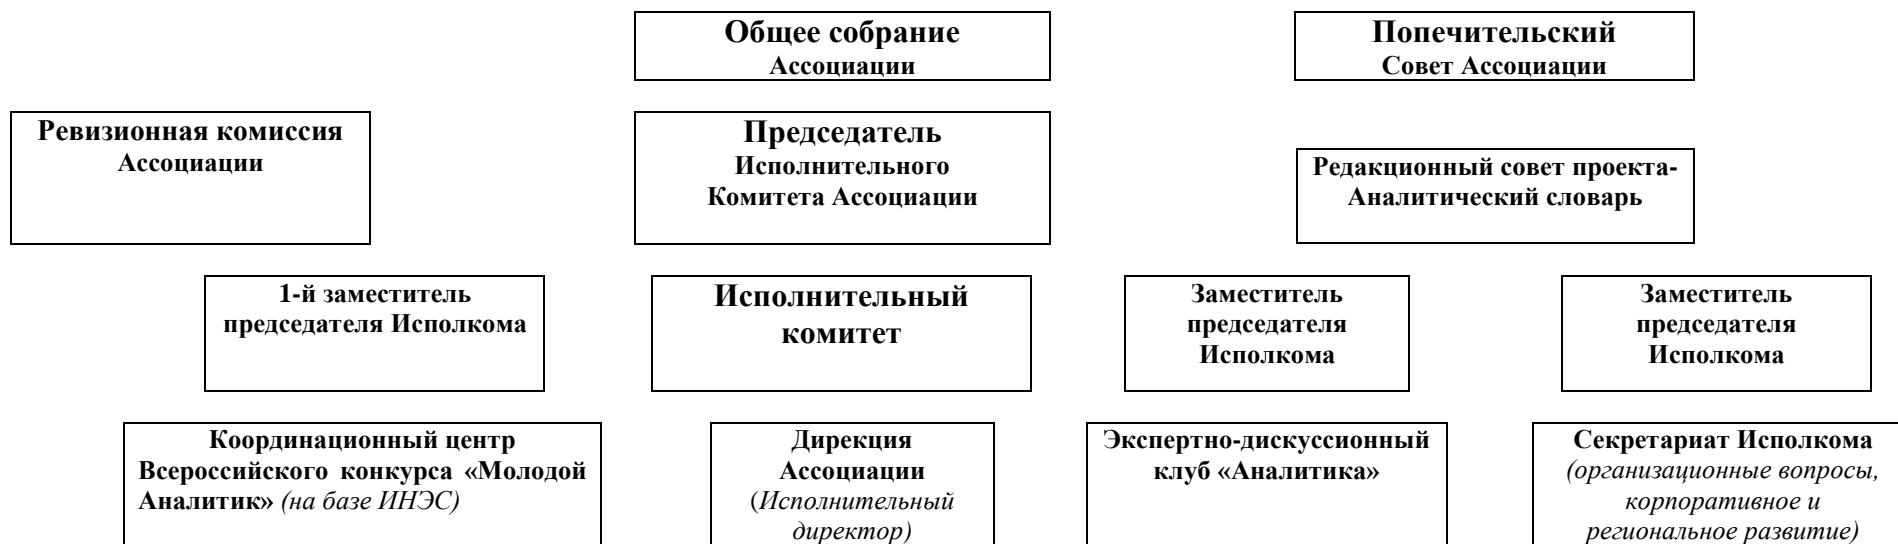 Общее собрание
Ассоциации
Попечительский
Совет Ассоциации
Ревизионная комиссия
Ассоциации
Председатель
Исполнительного
Комитета Ассоциации
Редакционный совет проекта-
Аналитический словарь
1-й заместитель
председателя Исполкома
Исполнительный
комитет
Заместитель
председателя
Исполкома
Заместитель
председателя
Исполкома
Координационный центр
Всероссийского конкурса «Молодой
Аналитик» (на базе ИНЭС)
Дирекция
Ассоциации
(Исполнительный
директор)
Экспертно-дискуссионный
клуб «Аналитика»
Секретариат Исполкома
(организационные вопросы,
корпоративное и
региональное развитие)